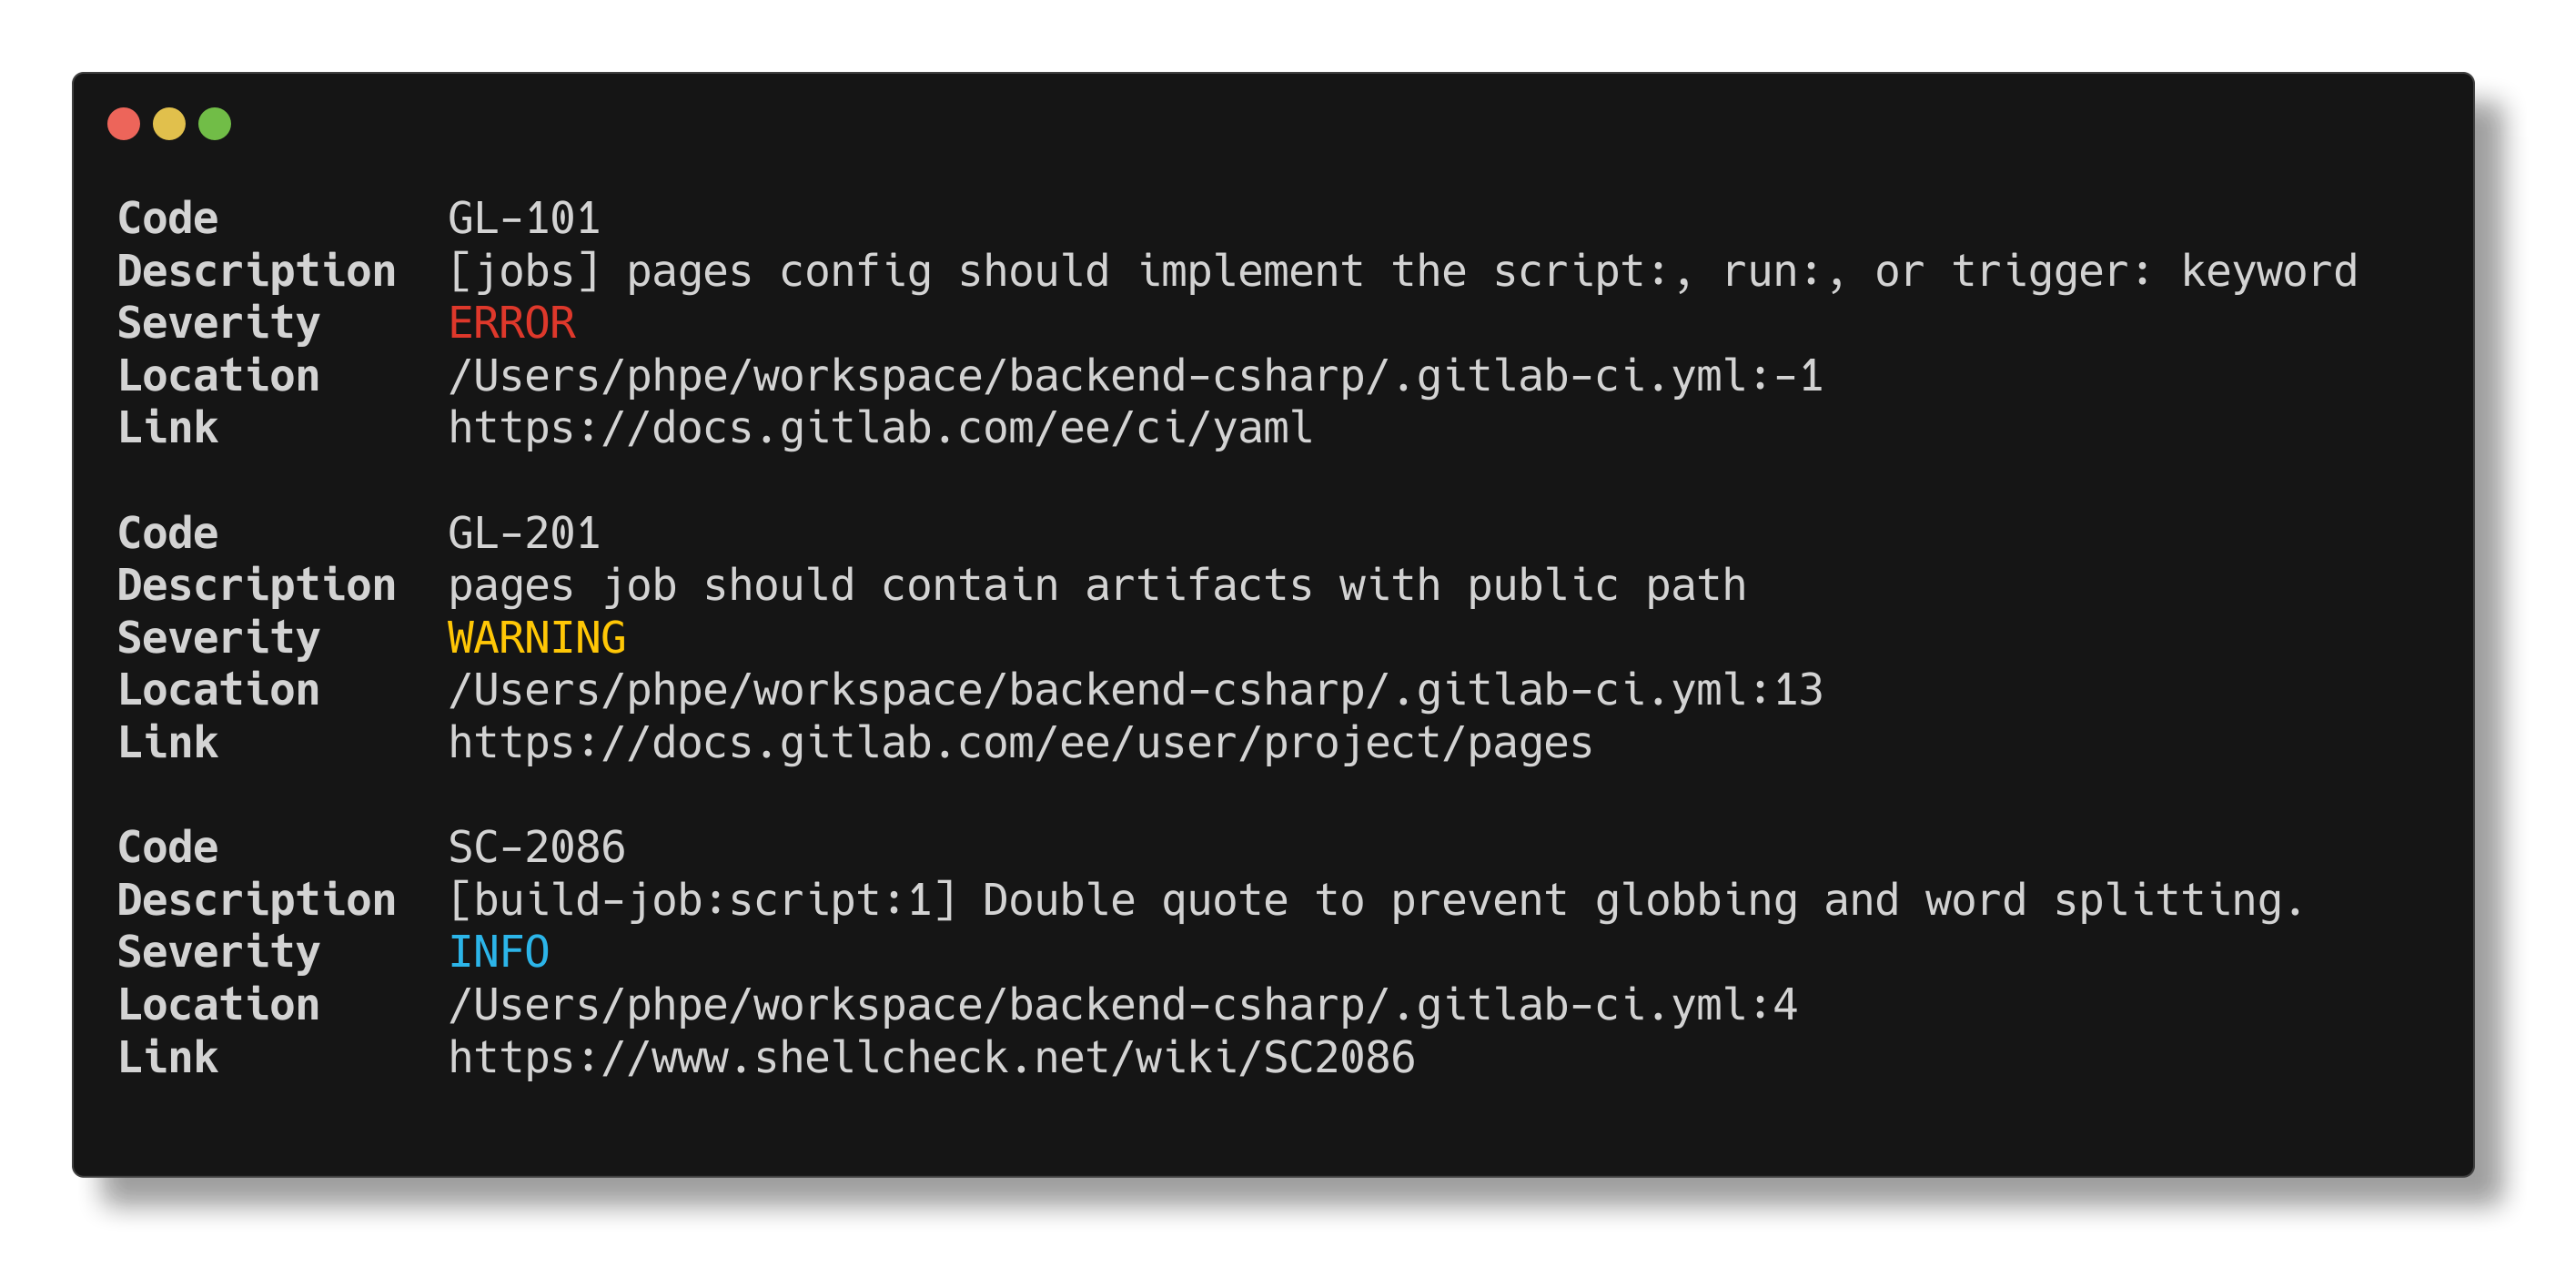 Code GL-101
Description [jobs] pages config should implement the script:, run:, or trigger: keyword
Severity ERROR
Location /Users/phpe/workspace/backend-csharp/.gitlab-ci.yml:-1
Link https://docs.gitlab.com/ee/ci/yaml
Code GL-201
Description pages job should contain artifacts with public path
Severity WARNING
Location /Users/phpe/workspace/backend-csharp/.gitlab-ci.yml:13
Link https://docs.gitlab.com/ee/user/project/pages
Code SC-2086
Description [build-job:script:1] Double quote to prevent globbing and word splitting.
Severity INFO
Location /Users/phpe/workspace/backend-csharp/.gitlab-ci.yml:4
Link https://www.shellcheck.net/wiki/SC2086